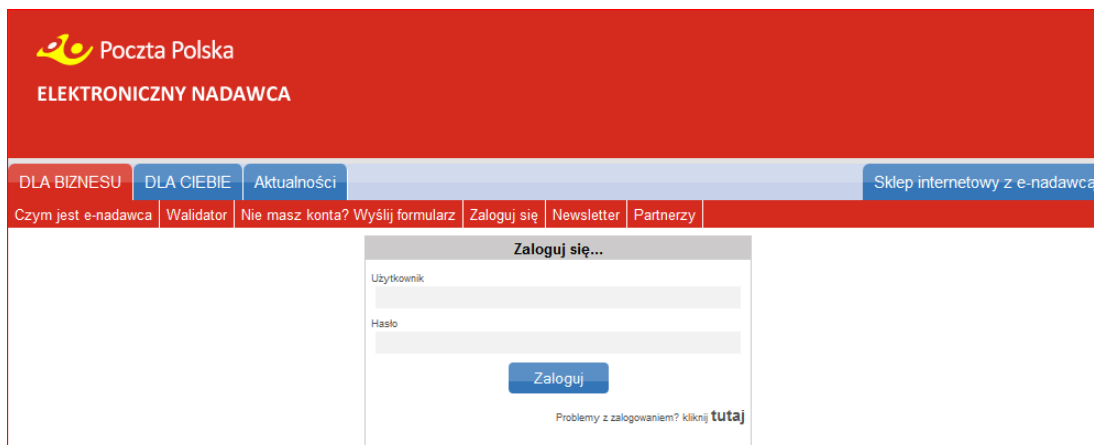 Poczta Polska
ELEKTRONICZNY NADAWCA
DLA BIZNESU DLA CIEBIE Aktualności Sklep internetowy z e-nadawcą
Czym jest e-nadawca Walidator Nie masz konta? Wyślij formularz Zaloguj się Newsletter Partnerzy
Zaloguj się...
Użytkownik
Hasło
Zaloguj
Problemy z zalogowaniem? kliknij tutaj